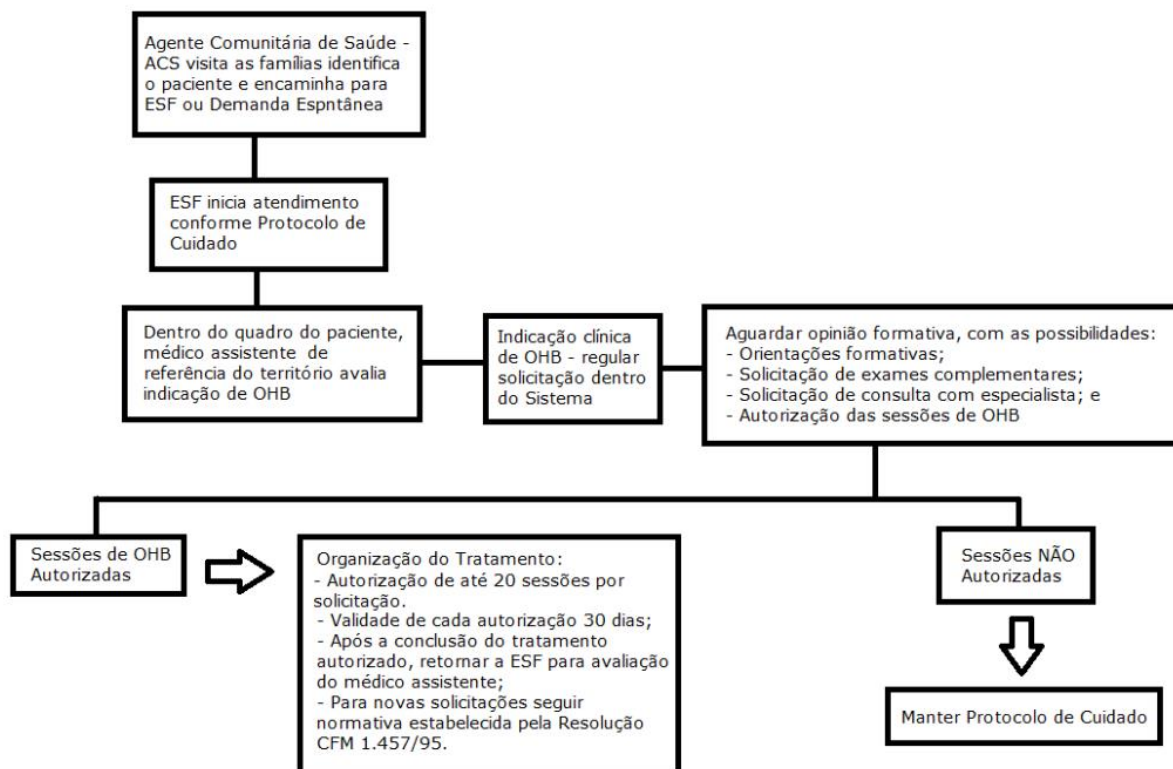 Agente Comunitária de Saúde -
ACS visita as famílias identifica
o paciente e encaminha para
ESF ou Demanda Espntânea
ESF inicia atendimento
conforme Protocolo de
Cuidado
Dentro do quadro do paciente,
médico assistente de
referência do território avalia
indicação de OHB
Indicação clínica
de OHB - regular
solicitação dentro
do Sistema
Aguardar opinião formativa, com as possibilidades:
- Orientações formativas;
- Solicitação de exames complementares;
- Solicitação de consulta com especialista; e
- Autorização das sessões de OHB
Sessões de OHB
Autorizadas
Organização do Tratamento:
- Autorização de até 20 sessões por
solicitação.
- Validade de cada autorização 30 dias;
- Após a conclusão do tratamento
autorizado, retornar a ESF para avaliação
do médico assistente;
- Para novas solicitações seguir
normativa estabelecida pela Resolução
CFM 1.457/95.
Sessões NÃO
Autorizadas
Manter Protocolo de Cuidado